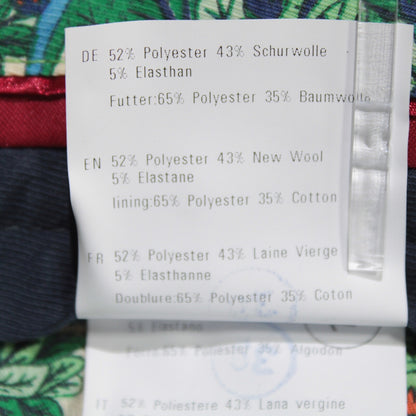 DE 52% Polyester 43% Schurwolle
5% Elasthan
Futter:65% Polyester 35% Baumwolle
EN 52% Polyester 43% New Wool
5% Elastane
lining:65% Polyester 35% Cotton
FR 52% Polyester 43% Laine Vierge
5% Elasthanne
Doublure:65% Polyester 35% Coton
5% Elastano
Forro:65% Poliéster 35% Algodon
IT 52% Poliestere 43% Lana vergine